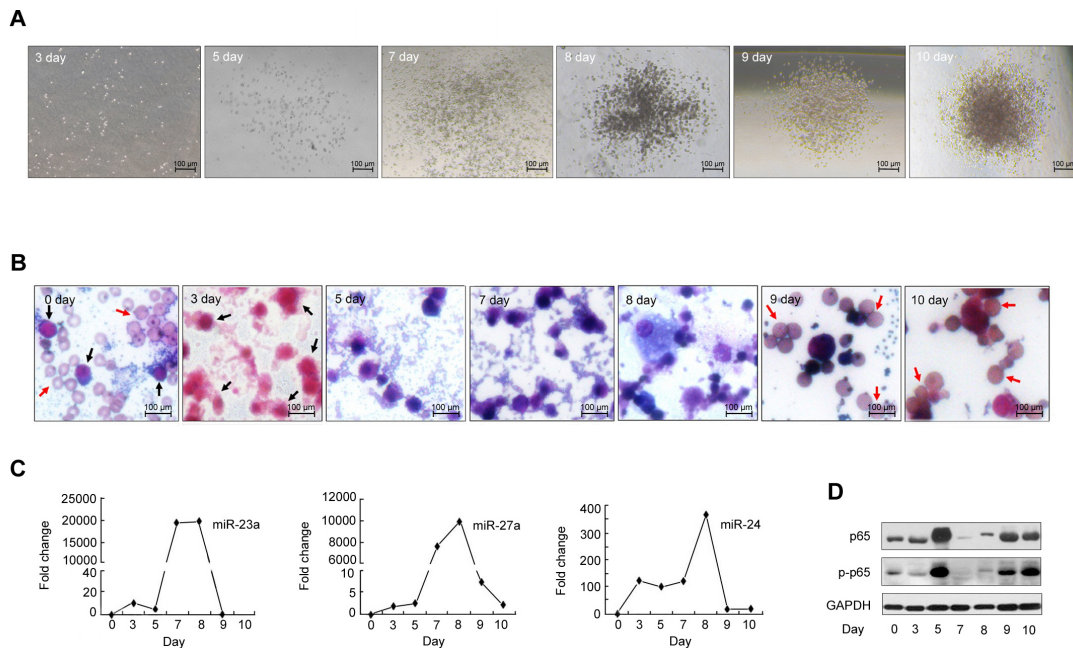 A
3 day
5 day
7 day
8 day
9 day
10 day
100 μm
100 μm
100 μm
100 μm
100 μm
100 μm
B
0 day
3 day
5 day
7 day
8 day
9 day
10 day
100 μm
100 μm
100 μm
100 μm
100 μm
100 μm
100 μm
C
Fold change
25000
20000
15000
10000
40
20
0
miR-23a
0 3 5 7 8 9 10
Day
Fold change
12000
10000
8000
6000
10
5
0
miR-27a
0 3 5 7 8 9 10
Day
Fold change
400
300
200
100
0
miR-24
0 3 5 7 8 9 10
Day
D
p65
p-p65
GAPDH
Day 0 3 5 7 8 9 10